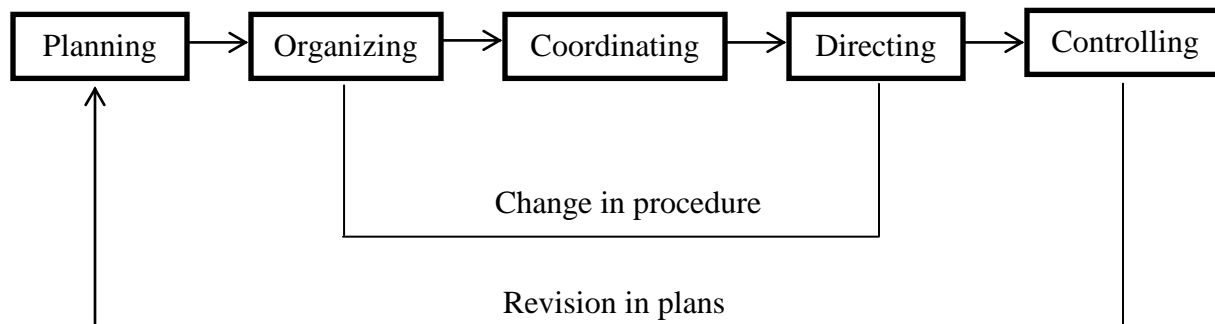 Planning
Organizing
Coordinating
Directing
Controlling
Change in procedure
Revision in plans